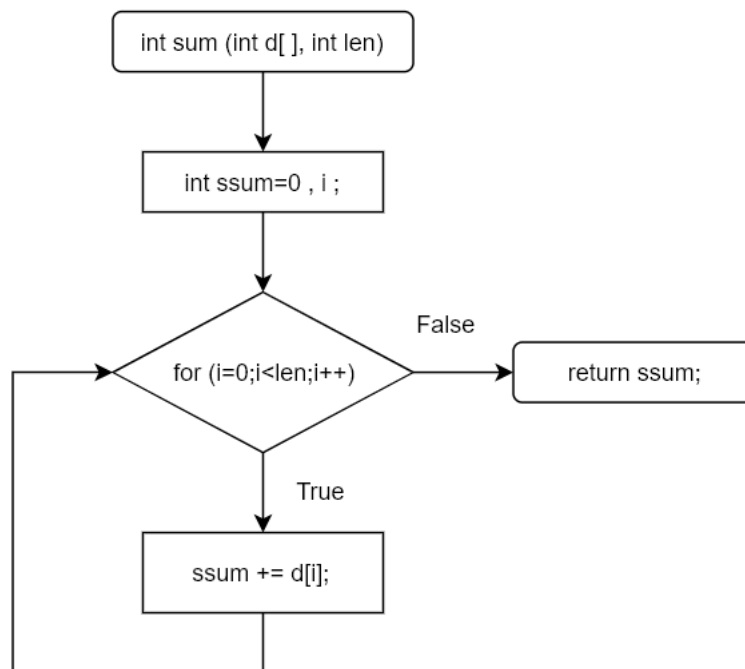 int sum (int d[ ], int len)
int ssum=0 , i ;
for (i=0;i<len;i++)
False
return ssum;
True
ssum += d[i];